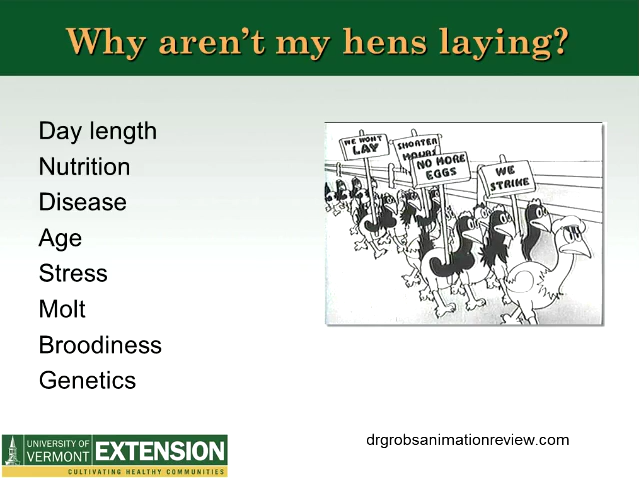 Why aren't my hens laying?
Day length
Nutrition
Disease
Age
Stress
Molt
Broodiness
Genetics
WE WONT
LAY
SHORTER
HOURS
NO MORE
EGGS
WE
STRIKE
drgrobsanimationreview.com
UNIVERSITY OF
VERMONT
EXTENSION
CULTIVATING HEALTHY COMMUNITIES